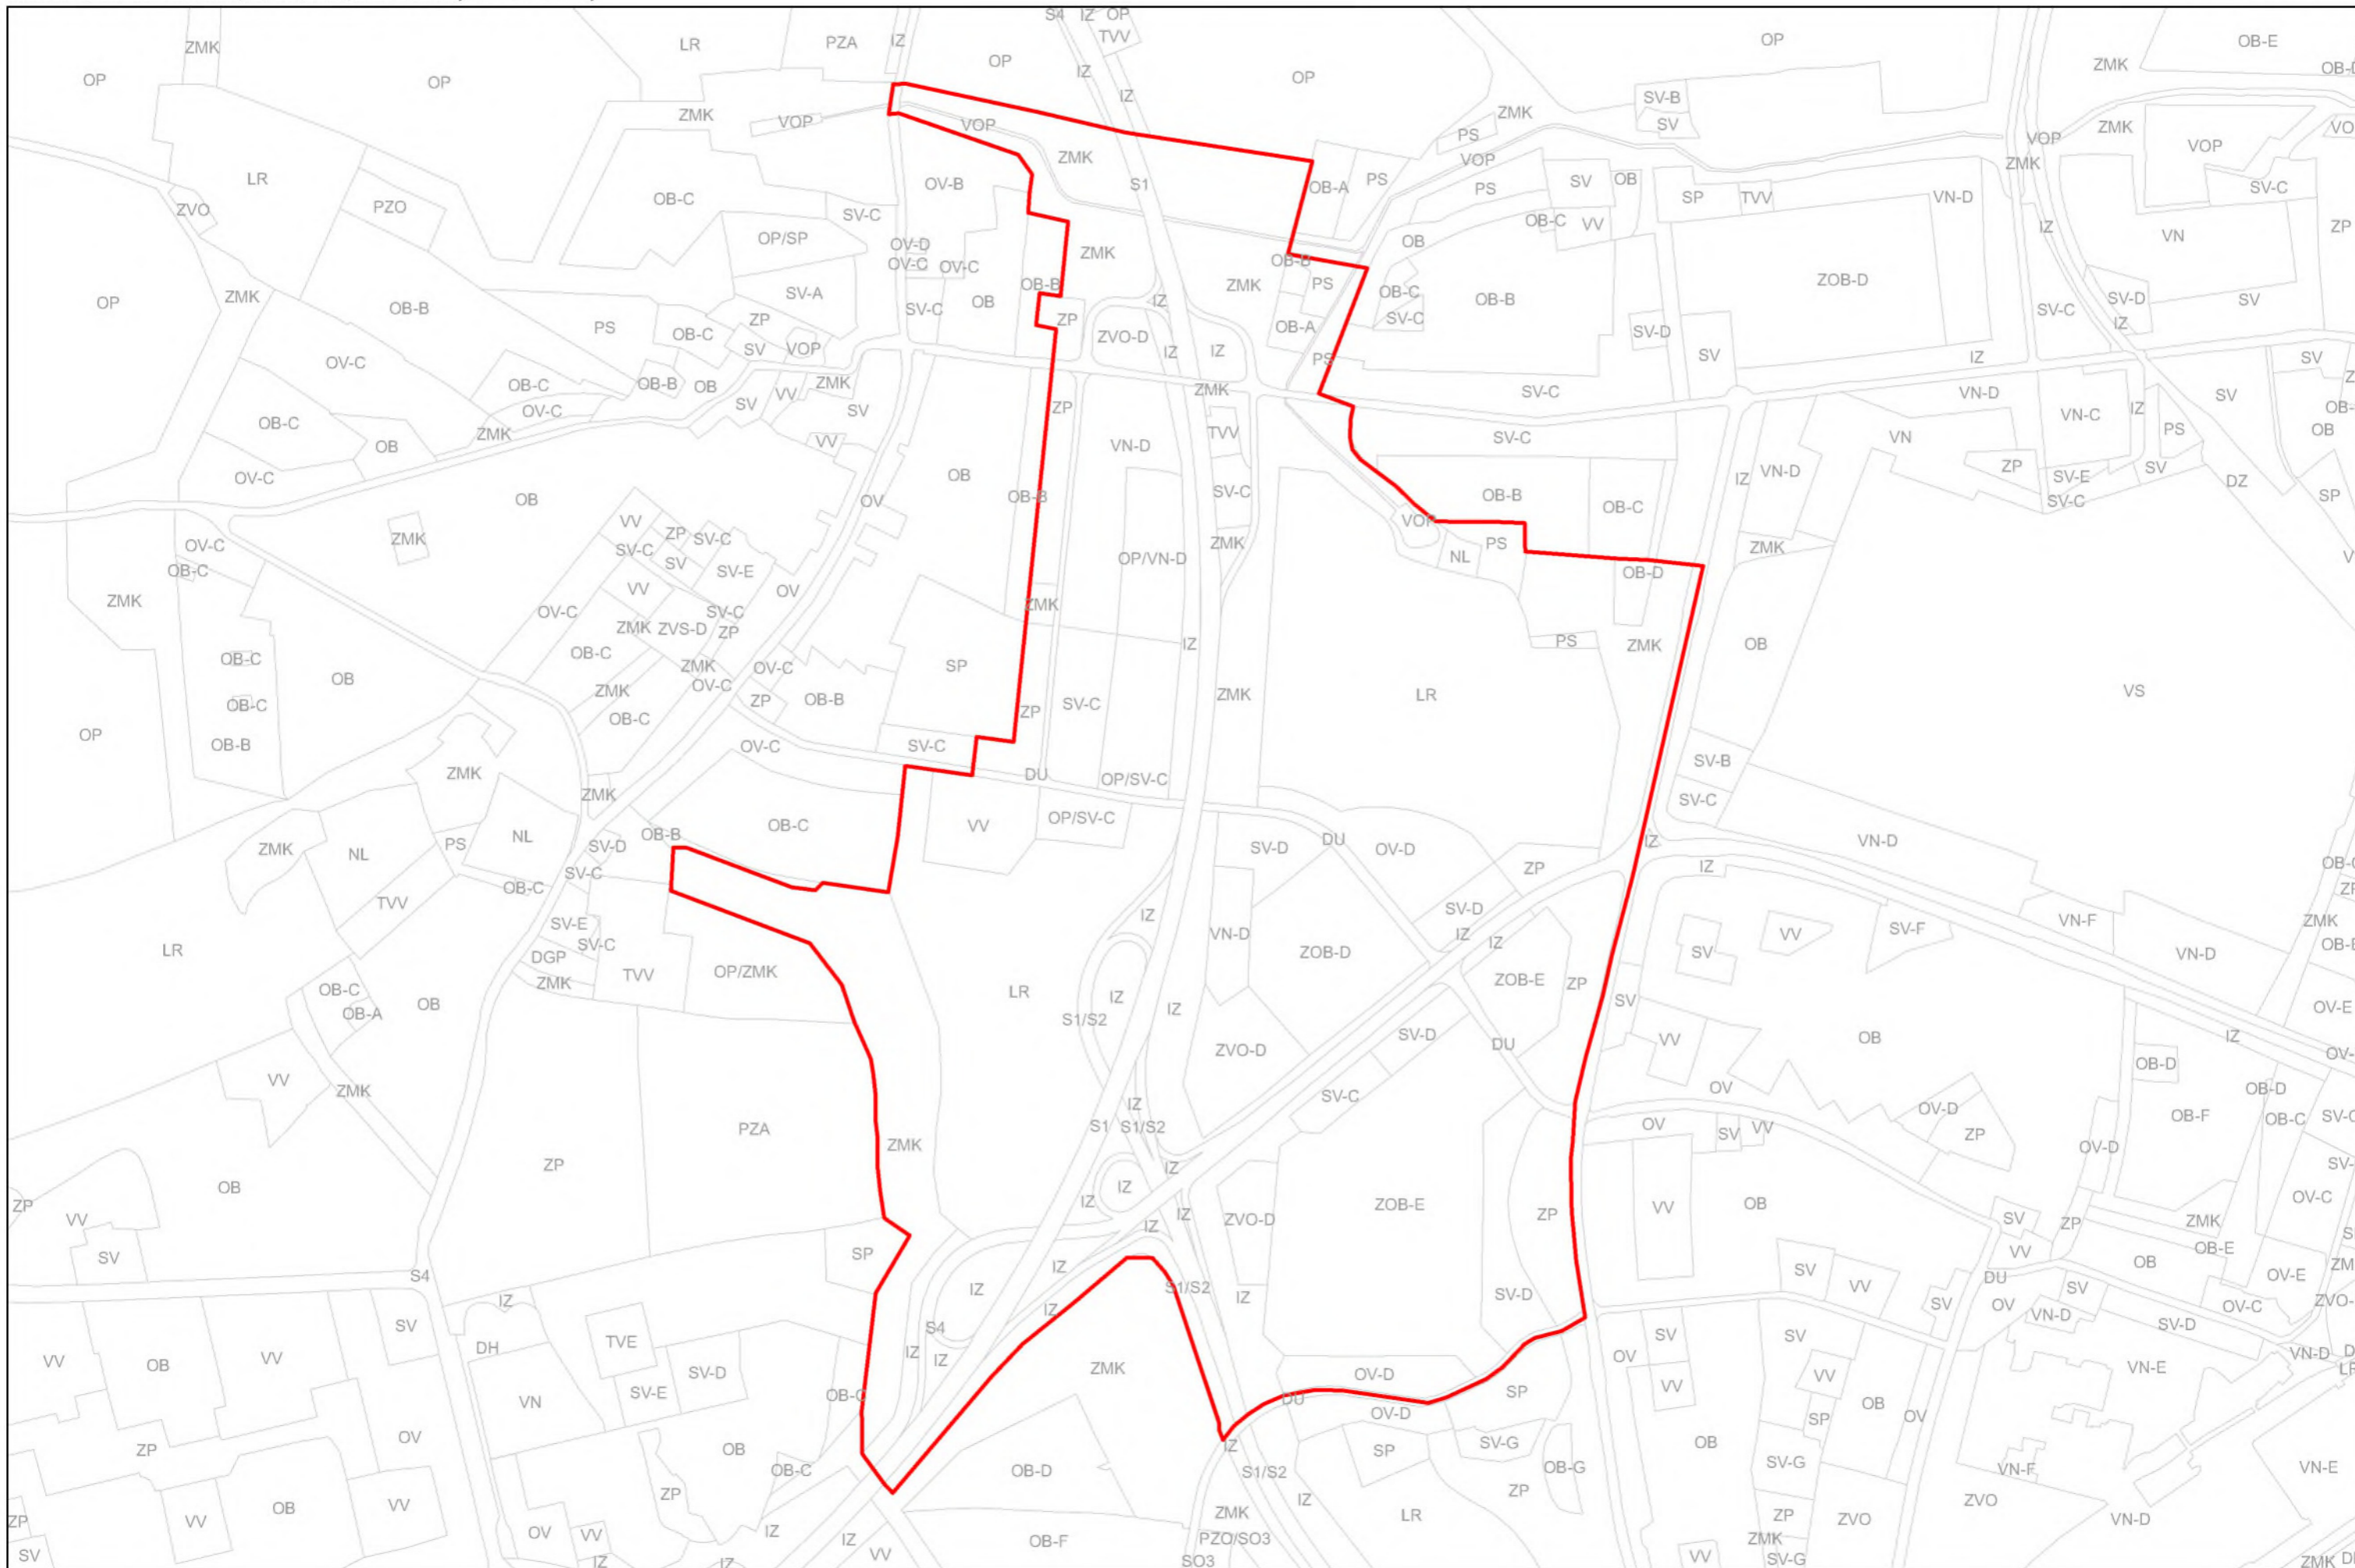 S4 IZ OP
ZMK LR PZA IZ OP TVV OP OP OB-E
OP OP IZ ZMK
IZ
SV-B
ZMK VOP VOP ZMK SV ZMK
PS VOP VOP
LR ZMK VOP ZMK
OV-B S1 OB-A PS PS SV OB SV-C
PZO OB-C SP TVV VN-D
ZVO SV-C OB-C VV IZ ZP
OP/SP OV-D OB VN
OV-C OV-C ZMK OB-B
OP ZMK SV-A OB-B ZMK PS OB-C OB-B ZOB-D SV-D SV
OB-B SV-C OB IZ SV-C
PS ZP ZP OB-A SV-C SV-D IZ
OB-C ZVO-D
OV-C SV VOP IZ IZ PS SV IZ SV
OB-C OB-B OB VV ZMK ZMK SV-C VN-D SV
OV-C SV SV ZP VN-C IZ
OB-C ZMK VV VN-D TVV SV-C VN PS OB
OB
OV-C OB OV OB OB-B SV-C OB-B OB-C IZ VN-D ZP SV-E SV DZ SP
SV-C
VV VOP
ZMK ZP SV-C ZMK PS
OV-C SV-C SV OP/VN-D NL ZMK
OB-C SV-E OB-D
ZMK VV OV ZMK
OV-C SV-C
ZMK ZVS-D ZP IZ PS ZMK OB
OB-C OB-C ZMK OV-C SP
OB ZMK OV-C LR VS
OB-C ZMK ZP OB-B SV-C ZMK
OP OB-C ZP
OB-B OV-C SV-C SV-B
ZMK DU OP/SV-C
ZMK SV-C
OB-B OB-C VV OP/SV-C
ZMK NL PS NL SV-D SV-D DU OV-D IZ VN-D
SV-C ZP IZ
OB-C
TVV SV-E SV-D
LR SV-C IZ VN-D IZ IZ SV VV SV-F VN-F ZMK
DGP OP/ZMK ZOB-D VN-D
ZMK TVV ZOB-E ZP
OB-C OB LR IZ
OB-A S1/S2 IZ SV OV-E
SV-D VV OB IZ
VV ZVO-D DU
ZMK SV-C OV OB-D OB-D
IZ OV-D OB-F OB-C
PZA S1 S1/S2 OV SV VV ZP OV-D
ZMK
ZP IZ
OB IZ IZ OV-C
ZP VV ZOB-E ZP VV OB
IZ ZVO-D SV ZP ZMK
SV SP IZ VV OB-E
S4 IZ IZ S1/S2 SV VV DU OB OV-E
IZ IZ SV-D SV SV OV OV-C
SV DH TVE S4 VN-D SV-D
VV OB VV IZ SV SV
SV-D IZ ZMK OV-D OV VV VN-E VN-D
VN SV-E OB-C DU SP VV OB
OV-D SP OV
OV OB IZ SV-G
ZP OB-C OB-D SP OB
S1/S2 OB-G SV-G VN-F VN-E
ZP IZ ZP
OB VV ZMK LR ZVO
VV OV VV IZ IZ OB-F PZO/SO3 ZP ZVO VN-D
ZP ZMK
SV IZ IZ VV SO3 VV SV-G ZMK